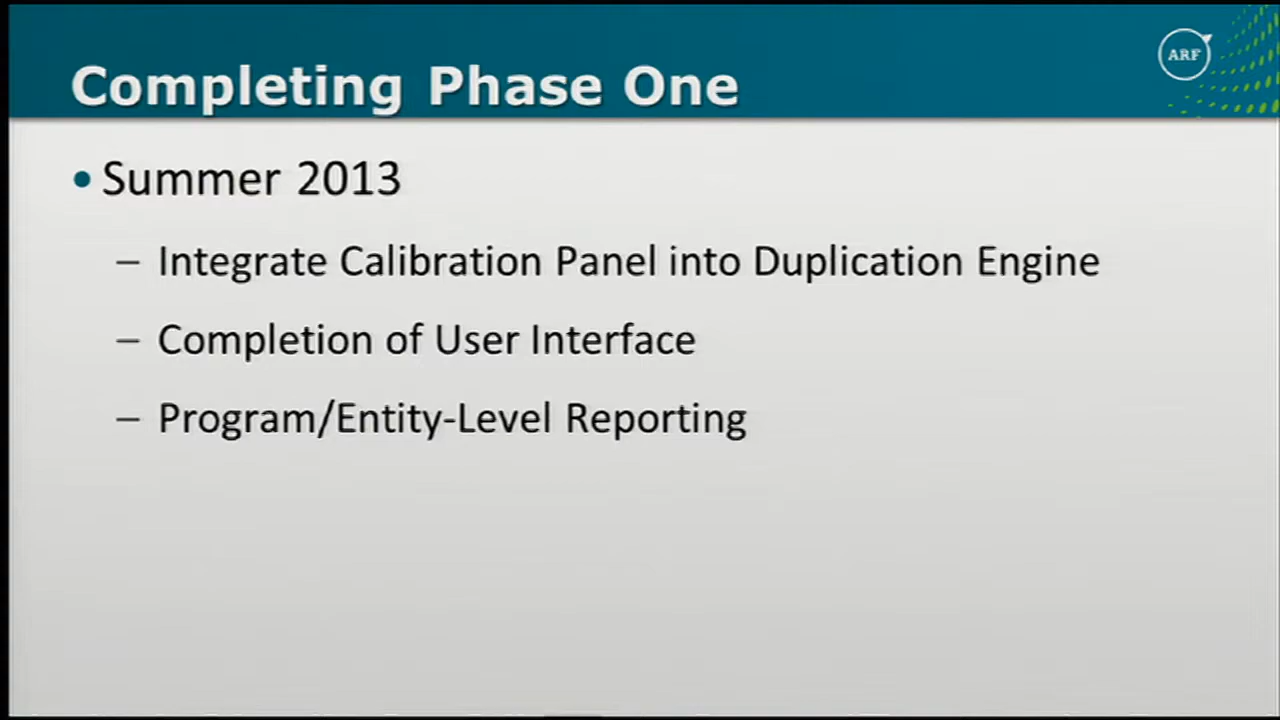 ARF
Completing Phase One
• Summer 2013
– Integrate Calibration Panel into Duplication Engine
– Completion of User Interface
– Program/Entity-Level Reporting